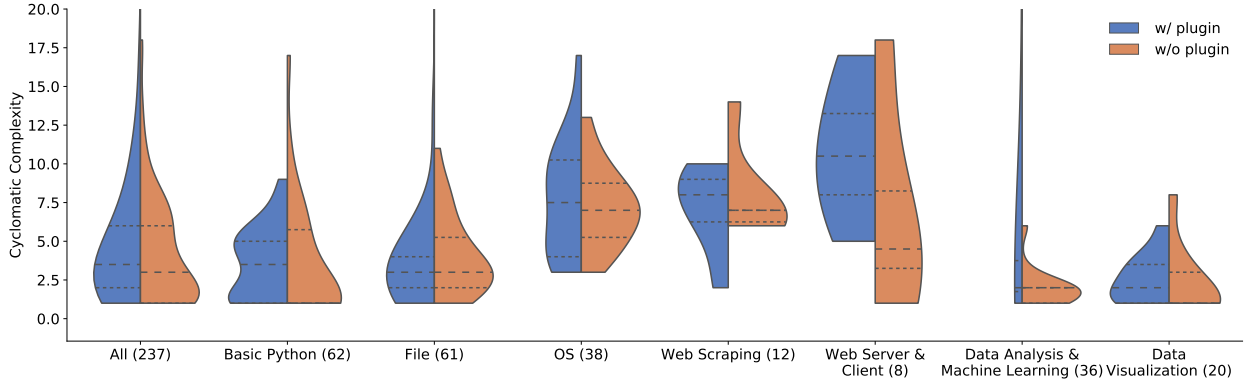 Cyclomatic Complexity
20.0
17.5
15.0
12.5
10.0
7.5
5.0
2.5
0.0
w/ plugin
w/o plugin
All (237)
Basic Python (62)
File (61)
OS (38)
Web Scraping (12)
Web Server &
Client (8)
Data Analysis &
Machine Learning (36)
Data
Visualization (20)